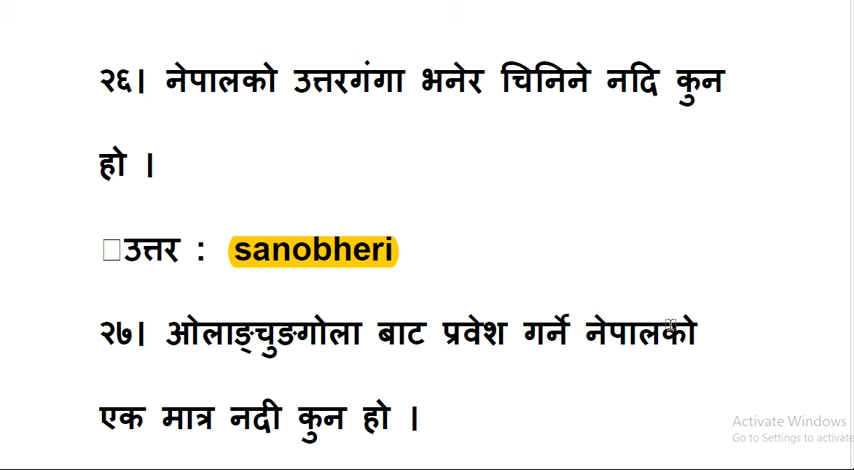 २६। नेपालको उत्तरगंगा भनेर चिनिने नदि कुन
हो ।
उत्तर : sanobheri
२७। ओलाङ्चुङगोला बाट प्रवेश गर्ने नेपालको
एक मात्र नदी कुन हो ।
Activate Windows
Go to Settings to activate